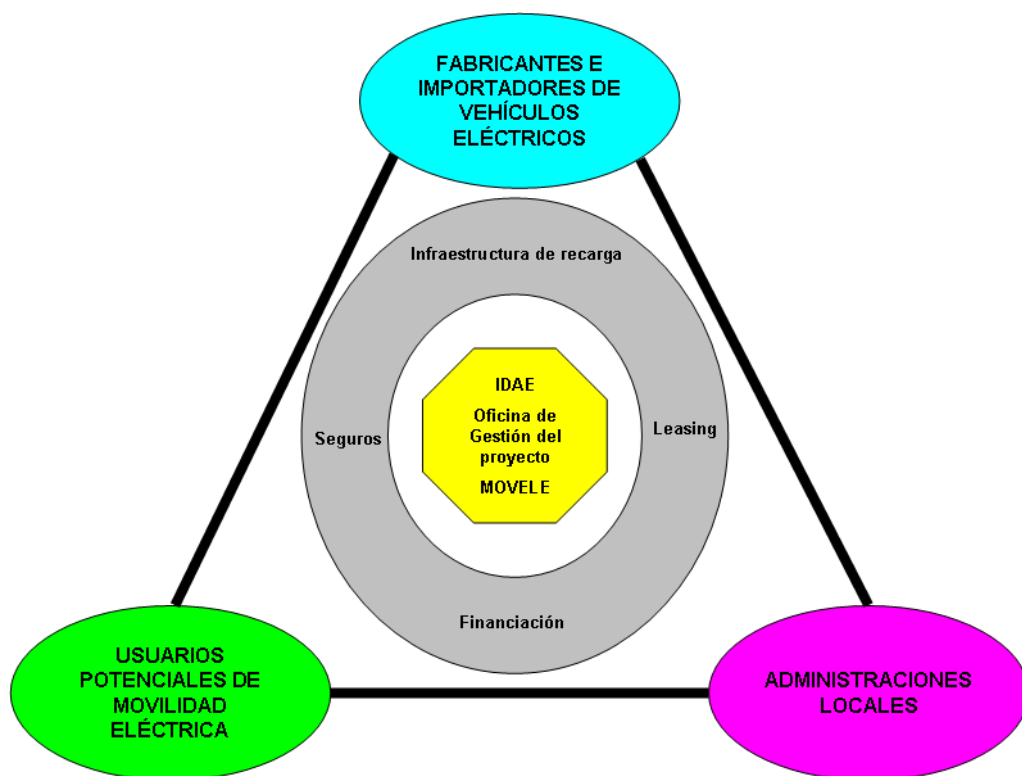 FABRICANTES E
IMPORTADORES DE
VEHÍCULOS
ELÉCTRICOS
Infraestructura de recarga
IDAE
Oficina de
Gestión del
proyecto
MOVELE
Seguros
Leasing
Financiación
USUARIOS
POTENCIALES DE
MOVILIDAD
ELÉCTRICA
ADMINISTRACIONES
LOCALES